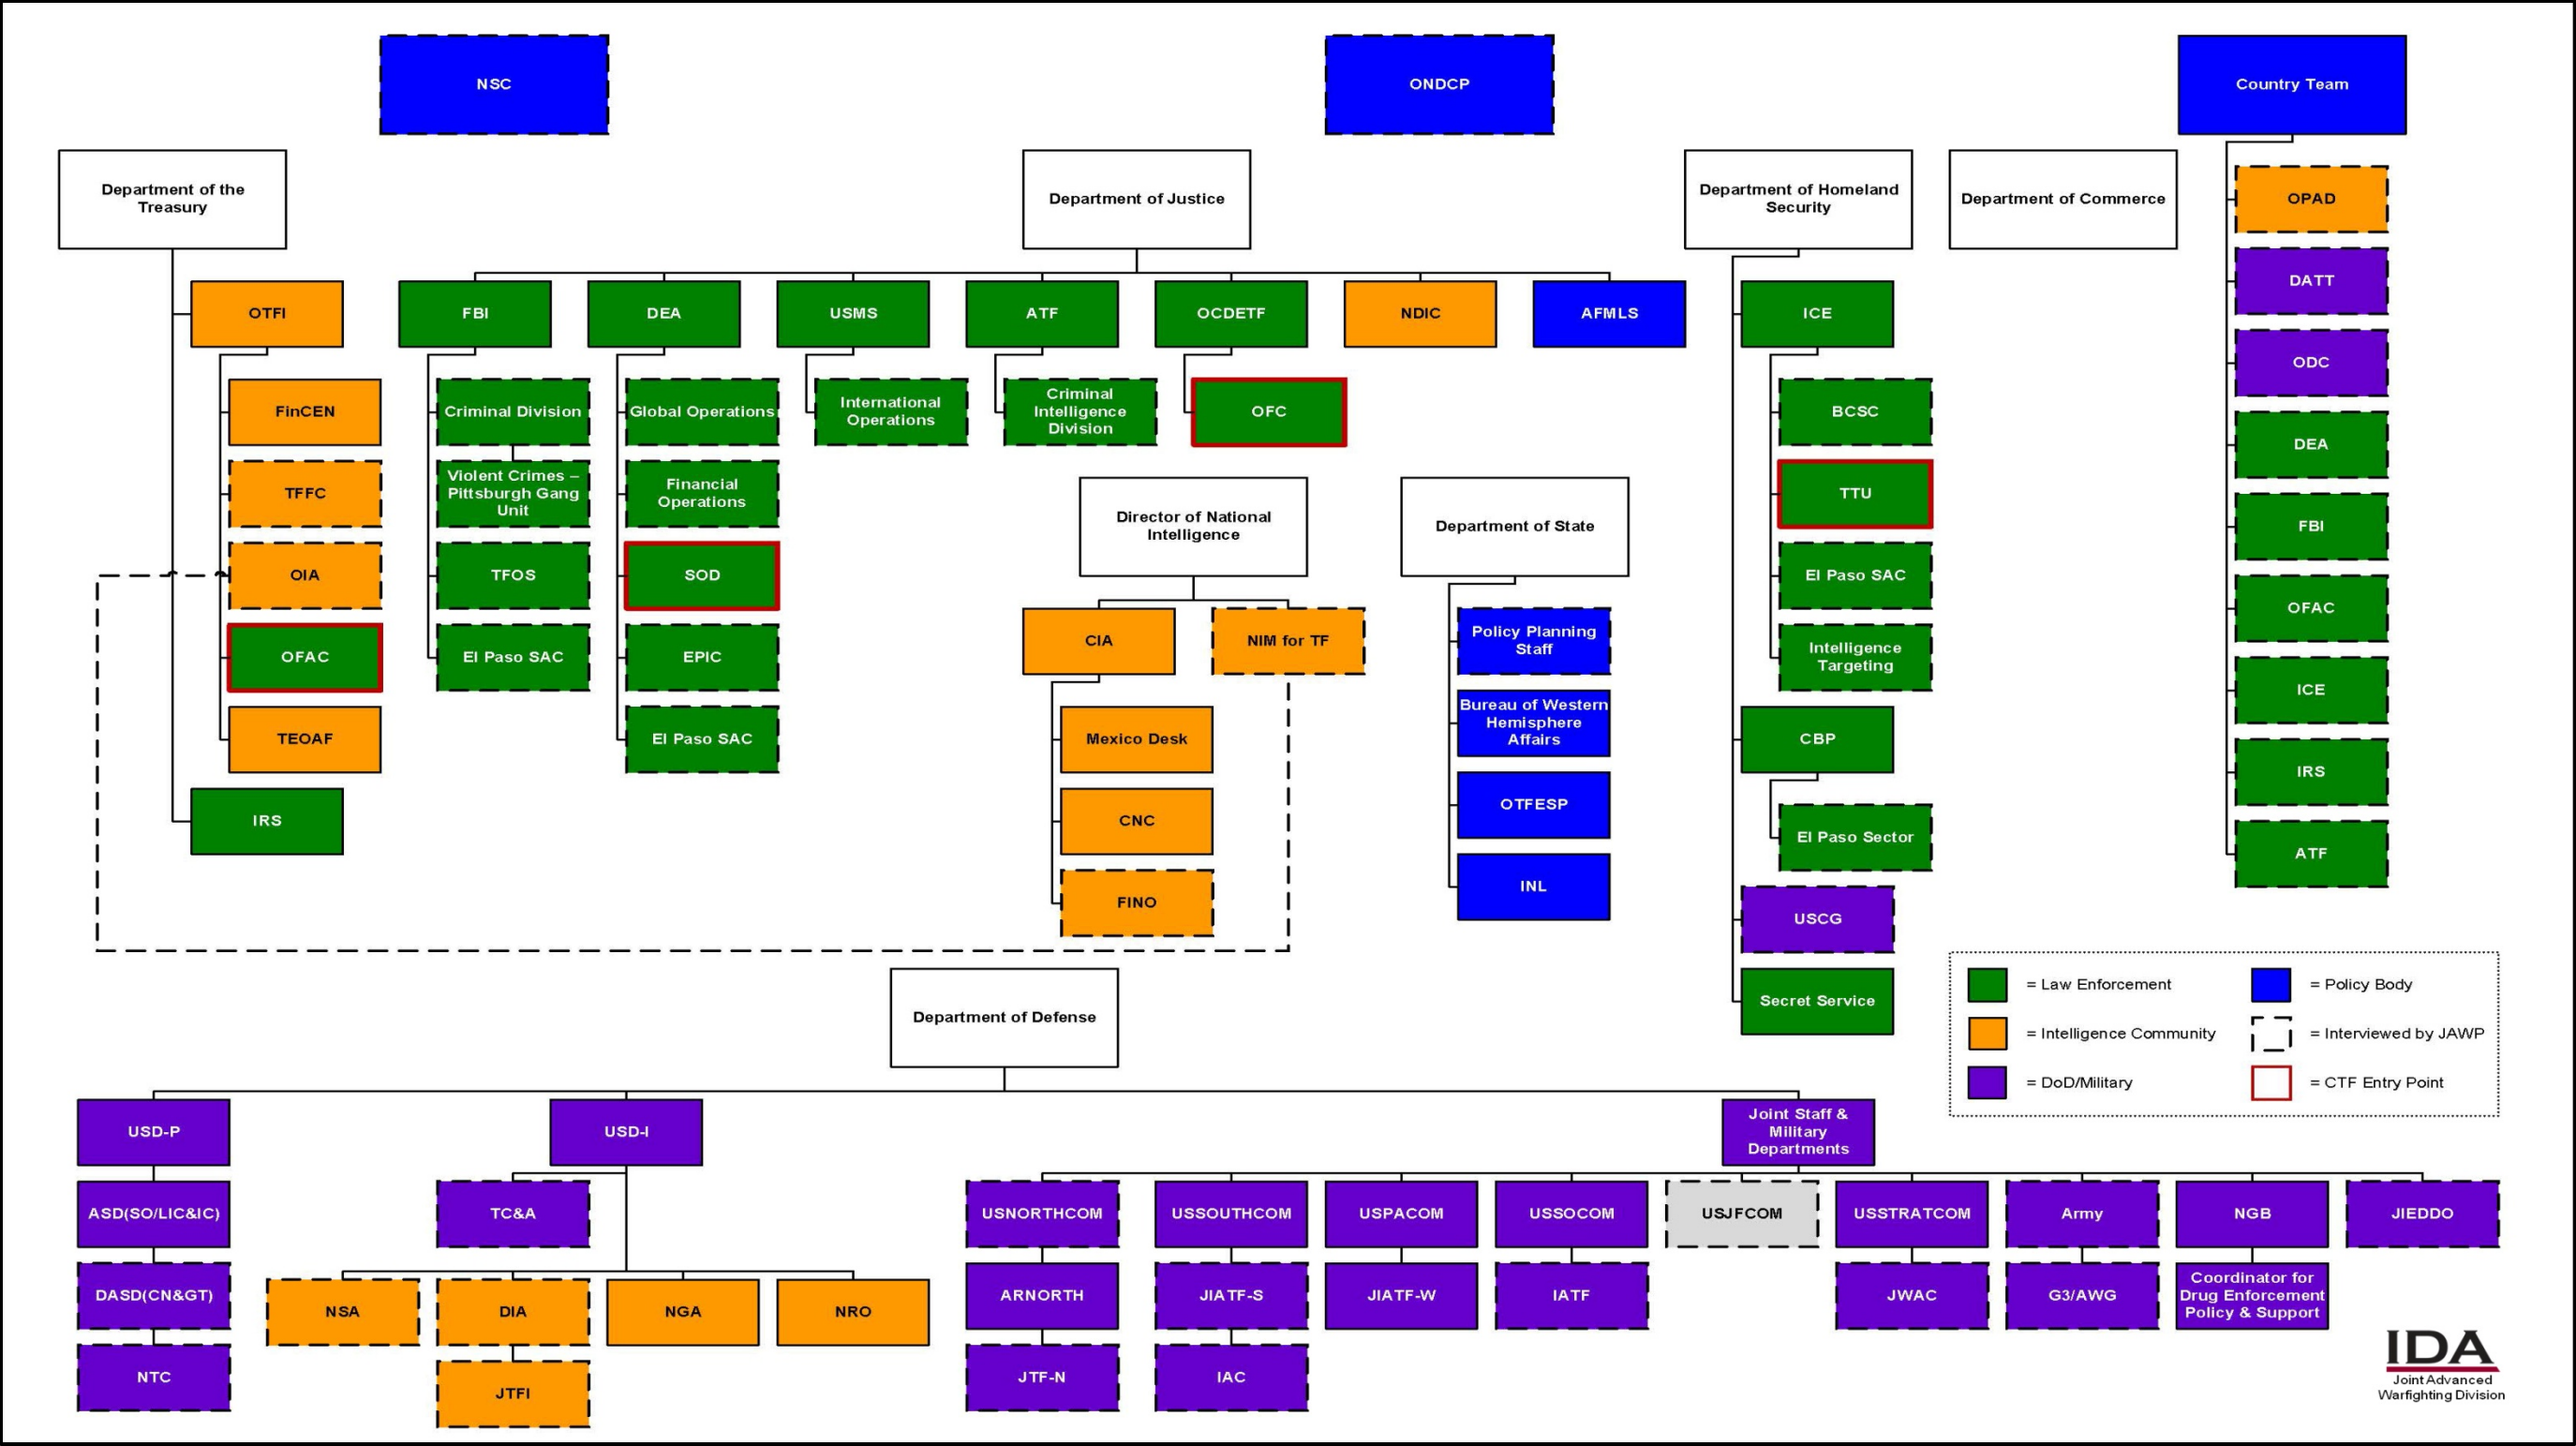 NSC
ONDCP
Country Team
Department of the
Treasury
Department of Justice
Department of Homeland
Security
Department of Commerce
OPAD
DATT
ODC
DEA
FBI
OFAC
ICE
IRS
ATF
OTFI
FinCEN
TFFC
OIA
OFAC
TEOAF
IRS
FBI
Criminal Division
Violent Crimes –
Pittsburgh Gang
Unit
TFOS
El Paso SAC
DEA
Global Operations
Financial
Operations
SOD
EPIC
El Paso SAC
USMS
International
Operations
ATF
Criminal
Intelligence
Division
OCDETF
OFC
NDIC
AFMLS
ICE
BCSC
TTU
El Paso SAC
Intelligence
Targeting
CBP
El Paso Sector
USCG
Secret Service
Director of National
Intelligence
CIA
NIM for TF
Mexico Desk
CNC
FINO
Department of State
Policy Planning
Staff
Bureau of Western
Hemisphere
Affairs
OTFESP
INL
= Law Enforcement
= Policy Body
= Intelligence Community
= Interviewed by JAWP
= DoD/Military
= CTF Entry Point
Department of Defense
USD-P
ASD(SO/LIC&IC)
DASD(CN&GT)
NTC
USD-I
TC&A
NSA
DIA
NGA
NRO
JTFI
Joint Staff &
Military
Departments
USNORTHCOM
USSOUTHCOM
USPACOM
USSOCOM
USJFCOM
USSTRATCOM
Army
NGB
JIEDDO
ARNORTH
JIATF-S
JIATF-W
IATF
JWAC
G3/AWG
Coordinator for
Drug Enforcement
Policy & Support
JTF-N
IAC
IDA
Joint Advanced
Warfighting Division